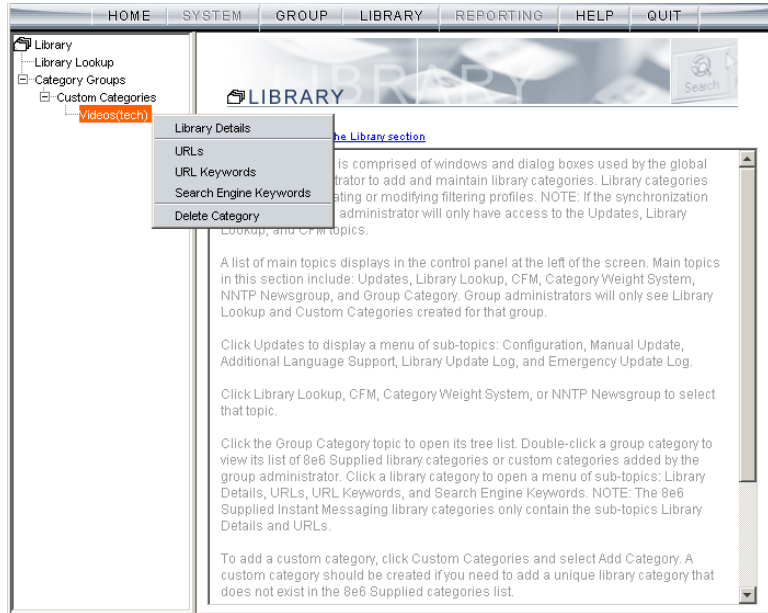 HOME SYSTEM GROUP LIBRARY REPORTING HELP QUIT
Library
Library Lookup
Category Groups
Custom Categories
Videos(tech)
Library Details
URLs
URL Keywords
Search Engine Keywords
Delete Category
LIBRARY
Search
LIBRARY
he Library section
is comprised of windows and dialog boxes used by the global
trator to add and maintain library categories. Library categories
ating or modifying filtering profiles. NOTE: If the synchronization
administrator will only have access to the Updates, Library
Lookup, and CFM topics.
A list of main topics displays in the control panel at the left of the screen. Main topics
in this section include: Updates, Library Lookup, CFM, Category Weight System,
NNTP Newsgroup, and Group Category. Group administrators will only see Library
Lookup and Custom Categories created for that group.
Click Updates to display a menu of sub-topics: Configuration, Manual Update,
Additional Language Support, Library Update Log, and Emergency Update Log.
Click Library Lookup, CFM, Category Weight System, or NNTP Newsgroup to select
that topic.
Click the Group Category topic to open its tree list. Double-click a group category to
view its list of 8e6 Supplied library categories or custom categories added by the
group administrator. Click a library category to open a menu of sub-topics: Library
Details, URLs, URL Keywords, and Search Engine Keywords. NOTE: The 8e6
Supplied Instant Messaging library categories only contain the sub-topics Library
Details and URLs.
To add a custom category, click Custom Categories and select Add Category. A
custom category should be created if you need to add a unique library category that
does not exist in the 8e6 Supplied categories list.